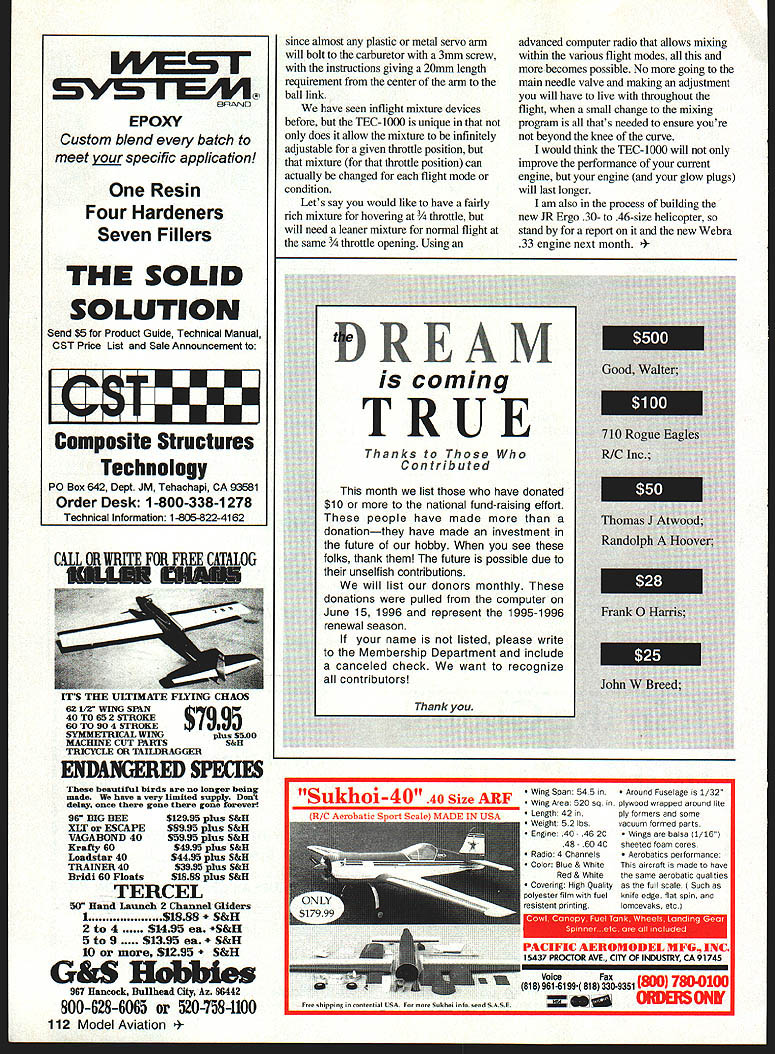 WEST
SYSTEM®
BRAND
EPOXY
Custom blend every batch to
meet your specific application!
One Resin
Four Hardeners
Seven Fillers
THE SOLID
SOLUTION
Send $5 for Product Guide, Technical Manual,
CST Price List and Sale Announcement to:
CST
Composite Structures
Technology
PO Box 642, Dept. JM, Tehachapi, CA 93581
Order Desk: 1-800-338-1278
Technical Information: 1-805-822-4162
CALL OR WRITE FOR FREE CATALOG
KILLER CHAOS
IT'S THE ULTIMATE FLYING CHAOS
62 1/2" WING SPAN
40 TO 65 2 STROKE
60 TO 90 4 STROKE
SYMMETRICAL WING
MACHINE CUT PARTS
TRICYCLE OR TAILDRAGGER
$79.95
plus $5.00
S&H
ENDANGERED SPECIES
These beautiful birds are no longer being
made. We have a very limited supply. Don't
delay, once there gone there gone forever!
96" BIG BEE $129.95 plus S&H
XLT or ESCAPE $89.95 plus S&H
VAGABOND 40 $59.95 plus S&H
Krafty 60 $49.95 plus S&H
Loadstar 40 $44.95 plus S&H
TRAINER 40 $39.95 plus S&H
Bridi 60 Floats $18.88 plus S&H
TERCEL
50" Hand Launch 2 Channel Gliders
1......................$18.88 + S&H
2 to 4 ...... $14.95 ea. +S&H
5 to 9 ..... $13.95 ea. + S&H
10 or more, $12.95 + S&H
G&S Hobbies
967 Hancock, Bullhead City, Az. 86442
800-628-6065 or 520-758-1100
112 Model Aviation ✈
since almost any plastic or metal servo arm
will bolt to the carburetor with a 3mm screw,
with the instructions giving a 20mm length
requirement from the center of the arm to the
ball link.
We have seen inflight mixture devices
before, but the TEC-1000 is unique in that not
only does it allow the mixture to be infinitely
adjustable for a given throttle position, but
that mixture (for that throttle position) can
actually be changed for each flight mode or
condition.
Let's say you would like to have a fairly
rich mixture for hovering at ¾ throttle, but
will need a leaner mixture for normal flight at
the same ¾ throttle opening. Using an
advanced computer radio that allows mixing
within the various flight modes, all this and
more becomes possible. No more going to the
main needle valve and making an adjustment
you will have to live with throughout the
flight, when a small change to the mixing
program is all that's needed to ensure you're
not beyond the knee of the curve.
I would think the TEC-1000 will not only
improve the performance of your current
engine, but your engine (and your glow plugs)
will last longer.
I am also in the process of building the
new JR Ergo .30- to .46-size helicopter, so
stand by for a report on it and the new Webra
.33 engine next month. ✈
the DREAM
is coming
TRUE
Thanks to Those Who
Contributed
This month we list those who have donated
$10 or more to the national fund-raising effort.
These people have made more than a
donation—they have made an investment in
the future of our hobby. When you see these
folks, thank them! The future is possible due to
their unselfish contributions.
We will list our donors monthly. These
donations were pulled from the computer on
June 15, 1996 and represent the 1995-1996
renewal season.
If your name is not listed, please write
to the Membership Department and include
a canceled check. We want to recognize
all contributors!
Thank you.
$500
Good, Walter;
$100
710 Rogue Eagles
R/C Inc.;
$50
Thomas J Atwood;
Randolph A Hoover;
$28
Frank O Harris;
$25
John W Breed;
"Sukhoi-40" .40 Size ARF
(R/C Aerobatic Sport Scale) MADE IN USA
ONLY
$179.99
Free shipping in contential USA. For more Sukhoi info. send S.A.S.E.
• Wing Span: 54.5 in.
• Wing Area: 520 sq. in.
• Length: 42 in.
• Weight: 5.2 lbs.
• Engine: .40 - .46 2C
.48 - .60 4C
• Radio: 4 Channels
• Color: Blue & White
Red & White
• Covering: High Quality
polyester film with fuel
resistent printing.
• Around Fuselage is 1/32"
plywood wrapped around lite
ply formers and some
vacuum formed parts.
• Wings are balsa (1/16")
sheeted foam cores.
• Aerobatics performance:
This aircraft is made to have
the same aerobatic qualities
as the full scale. ( Such as
knife edge, flat spin, and
lomcevaks, etc.)
Cowl, Canopy, Fuel Tank, Wheels, Landing Gear
Spinner...etc. are all included
PACIFIC AEROMODEL MFG., INC.
15437 PROCTOR AVE., CITY OF INDUSTRY, CA 91745
Voice Fax
(818) 961-6199 - (818) 330-9351
(800) 780-0100
ORDERS ONLY